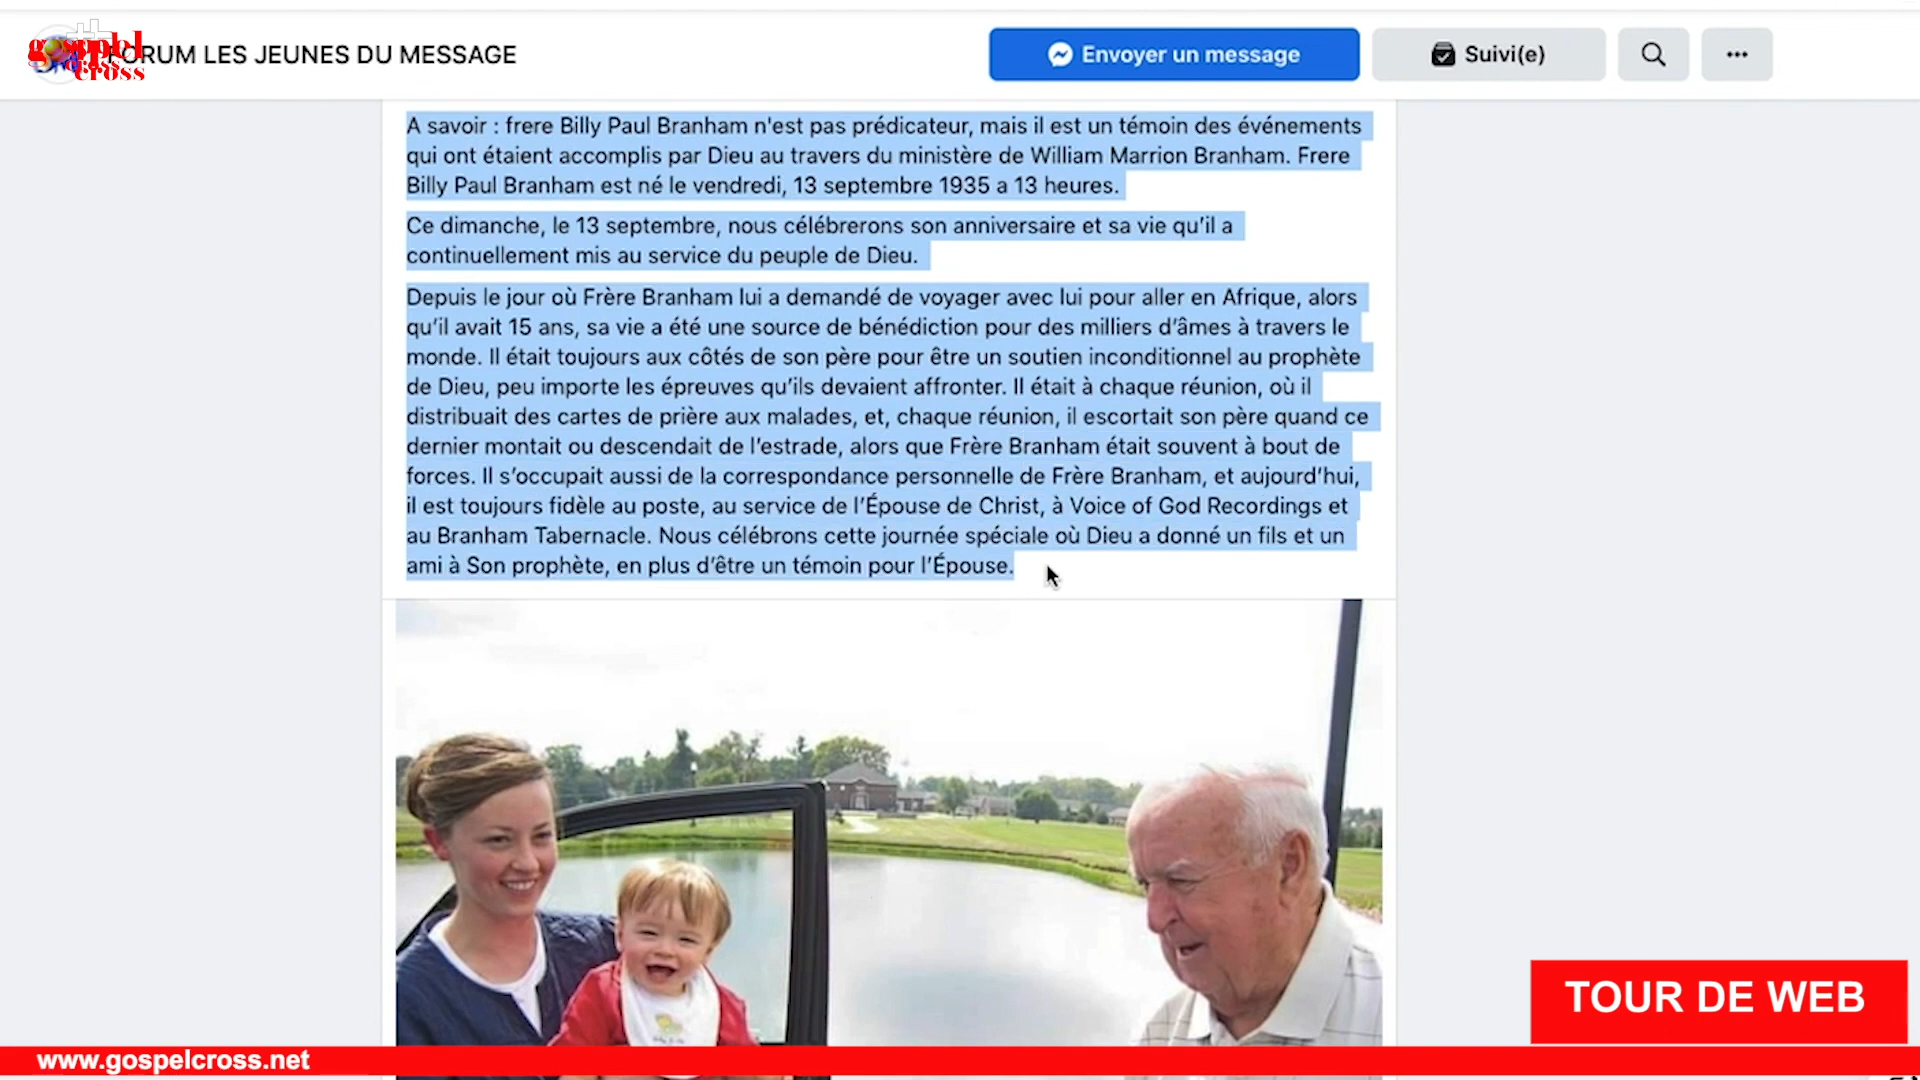 gospel
cross
FORUM LES JEUNES DU MESSAGE
Envoyer un message
Suivi(e)
A savoir : frere Billy Paul Branham n'est pas prédicateur, mais il est un témoin des événements
qui ont étaient accomplis par Dieu au travers du ministère de William Marrion Branham. Frere
Billy Paul Branham est né le vendredi, 13 septembre 1935 a 13 heures.
Ce dimanche, le 13 septembre, nous célébrerons son anniversaire et sa vie qu’il a
continuellement mis au service du peuple de Dieu.
Depuis le jour où Frère Branham lui a demandé de voyager avec lui pour aller en Afrique, alors
qu’il avait 15 ans, sa vie a été une source de bénédiction pour des milliers d’âmes à travers le
monde. Il était toujours aux côtés de son père pour être un soutien inconditionnel au prophète
de Dieu, peu importe les épreuves qu’ils devaient affronter. Il était à chaque réunion, où il
distribuait des cartes de prière aux malades, et, chaque réunion, il escortait son père quand ce
dernier montait ou descendait de l’estrade, alors que Frère Branham était souvent à bout de
forces. Il s’occupait aussi de la correspondance personnelle de Frère Branham, et aujourd’hui,
il est toujours fidèle au poste, au service de l’Épouse de Christ, à Voice of God Recordings et
au Branham Tabernacle. Nous célébrons cette journée spéciale où Dieu a donné un fils et un
ami à Son prophète, en plus d’être un témoin pour l’Épouse.
TOUR DE WEB
www.gospelcross.net